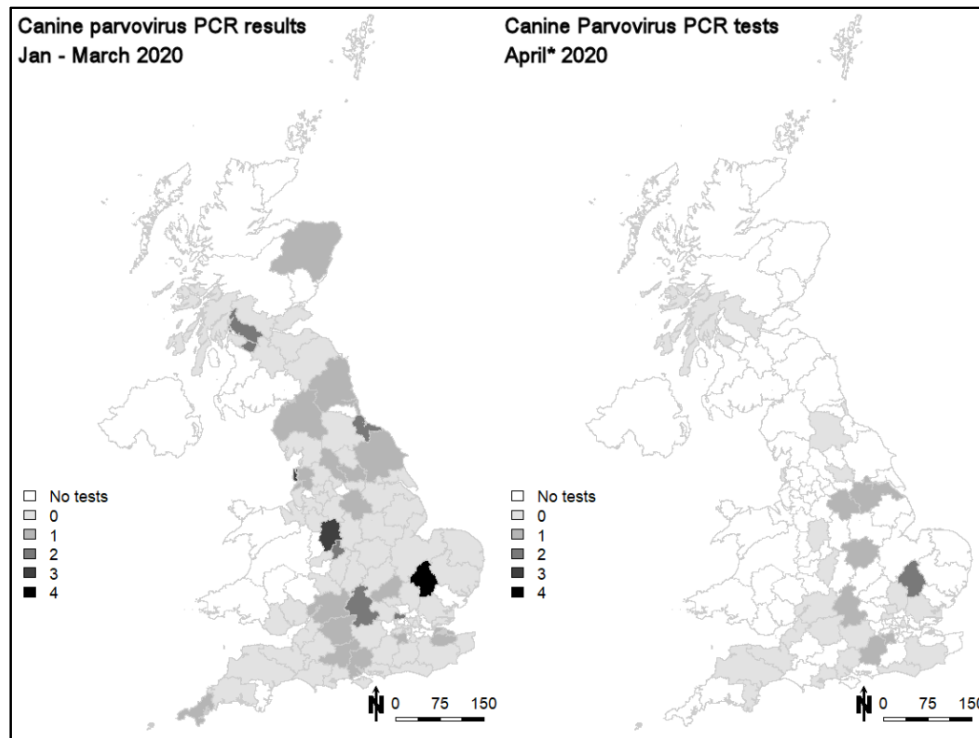 Canine parvovirus PCR results
Jan - March 2020
No tests
0
1
2
3
4
N
0 75 150
Canine Parvovirus PCR tests
April* 2020
No tests
0
1
2
3
4
N
0 75 150